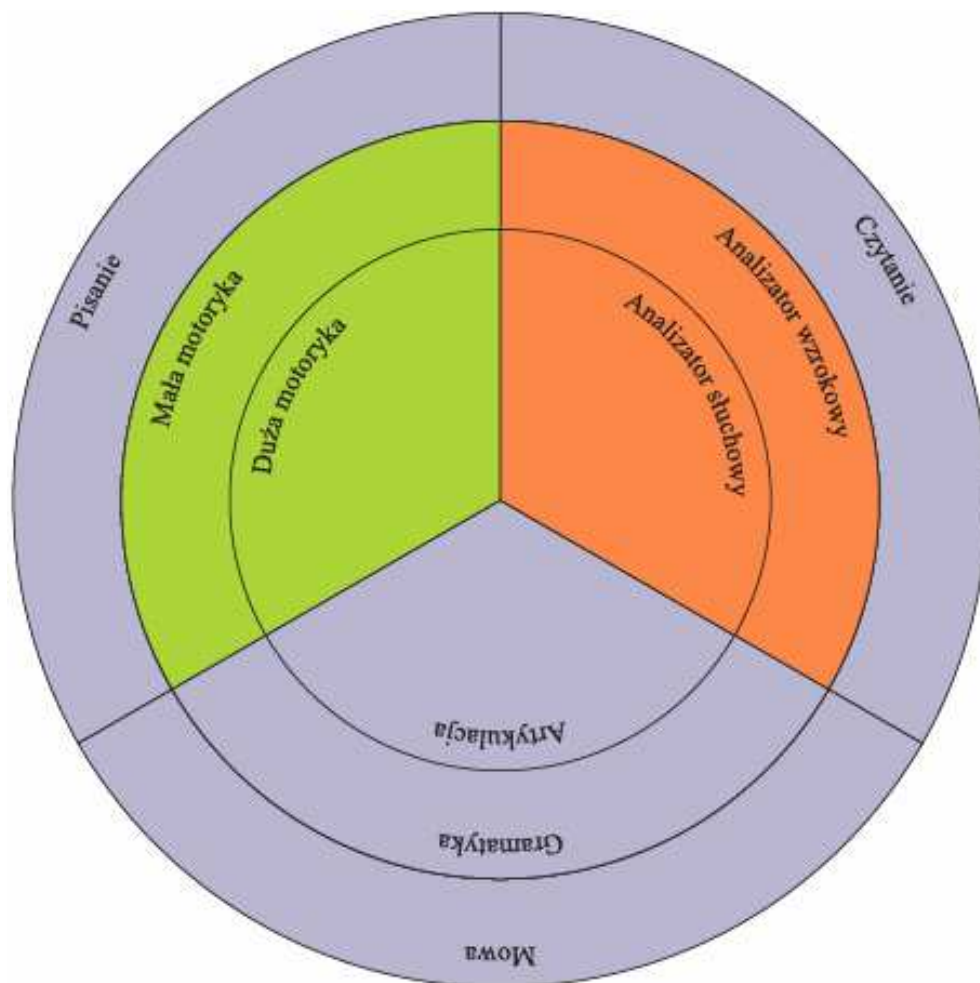 Pisanie
Mała motoryka
Duża motoryka
Czytanie
Analizator wzrokowy
Analizator słuchowy
Artykulacja
Gramatyka
Mowa